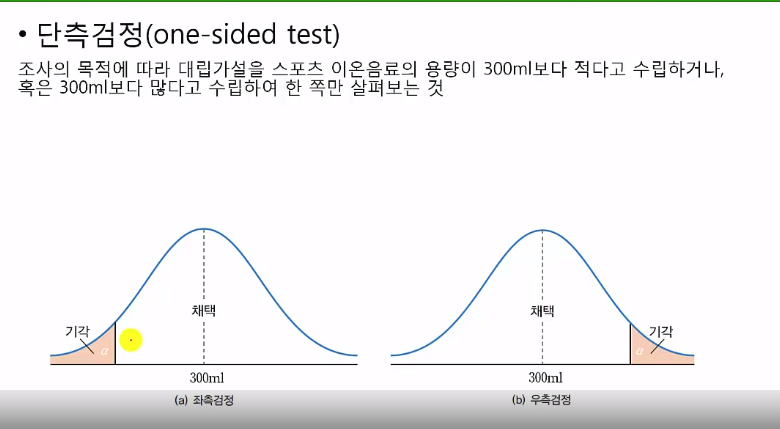 • 단측검정(one-sided test)
조사의 목적에 따라 대립가설을 스포츠 이온음료의 용량이 300ml보다 적다고 수립하거나,
혹은 300ml보다 많다고 수립하여 한 쪽만 살펴보는 것
기각
α
채택
300ml
(a) 좌측검정
채택
기각
α
300ml
(b) 우측검정